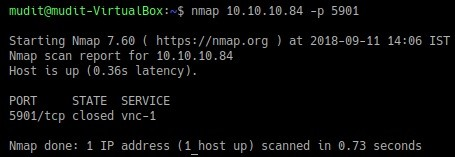 mudit@mudit-VirtualBox:~$ nmap 10.10.10.84 -p 5901
Starting Nmap 7.60 ( https://nmap.org ) at 2018-09-11 14:06 IST
Nmap scan report for 10.10.10.84
Host is up (0.36s latency).
PORT     STATE  SERVICE
5901/tcp closed vnc-1
Nmap done: 1 IP address (1 host up) scanned in 0.73 seconds